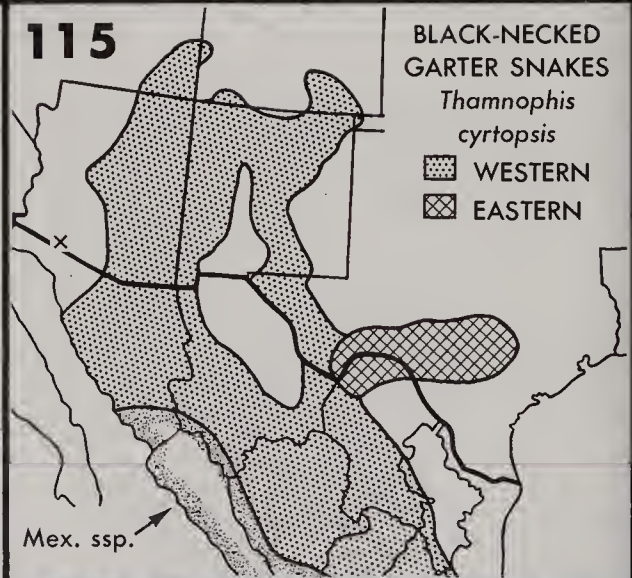 115
BLACK-NECKED
GARTER SNAKES
Thamnophis
cyrtopsis
WESTERN
EASTERN
x
Mex. ssp.